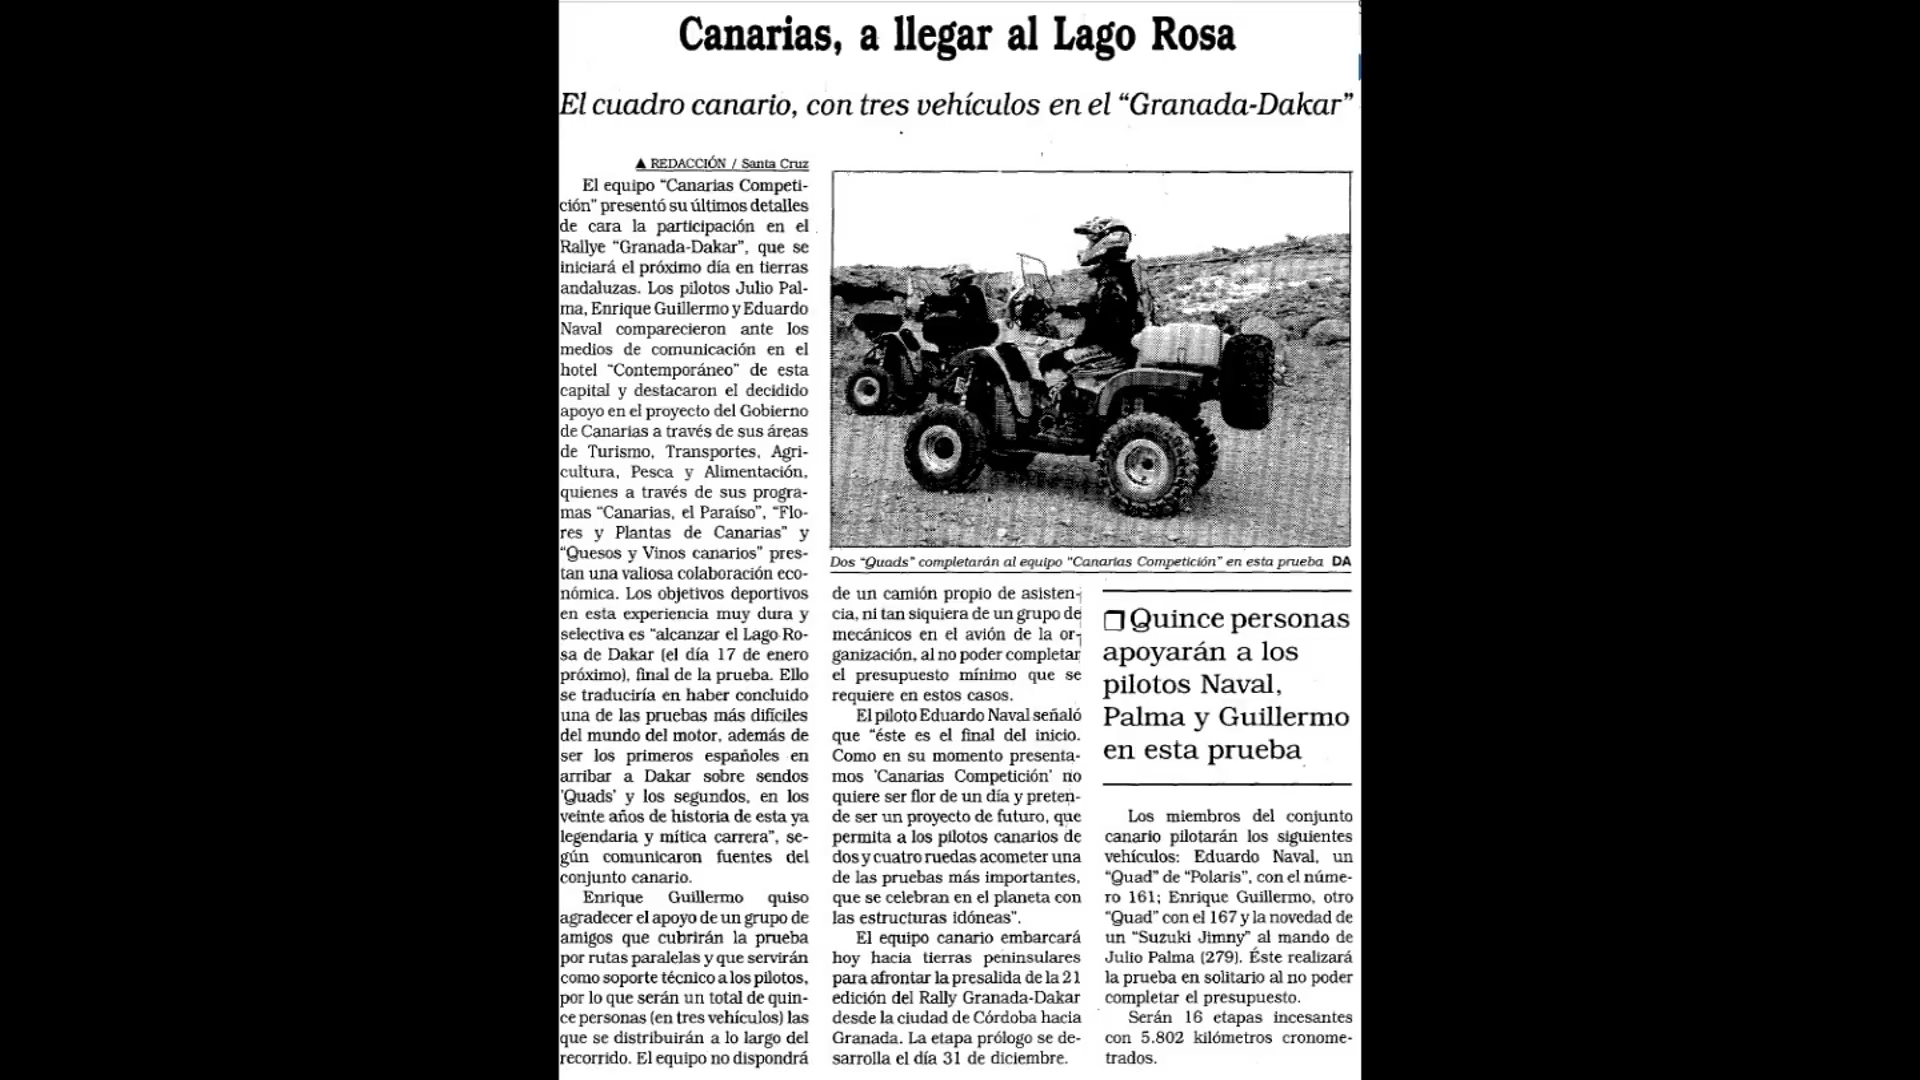 Canarias, a llegar al Lago Rosa
El cuadro canario, con tres vehículos en el “Granada-Dakar”
▲ REDACCIÓN / Santa Cruz
El equipo “Canarias Competi-
ción” presentó su últimos detalles
de cara la participación en el
Rallye “Granada-Dakar”, que se
iniciará el próximo día en tierras
andaluzas. Los pilotos Julio Pal-
ma, Enrique Guillermo y Eduardo
Naval comparecieron ante los
medios de comunicación en el
hotel “Contemporáneo” de esta
capital y destacaron el decidido
apoyo en el proyecto del Gobierno
de Canarias a través de sus áreas
de Turismo, Transportes, Agri-
cultura, Pesca y Alimentación,
quienes a través de sus progra-
mas “Canarias, el Paraíso”, “Flo-
res y Plantas de Canarias” y
“Quesos y Vinos canarios” pres-
tan una valiosa colaboración eco-
nómica. Los objetivos deportivos
en esta experiencia muy dura y
selectiva es “alcanzar el Lago Ro-
sa de Dakar (el día 17 de enero
próximo), final de la prueba. Ello
se traduciría en haber concluido
una de las pruebas más difíciles
del mundo del motor, además de
ser los primeros españoles en
arribar a Dakar sobre sendos
'Quads' y los segundos, en los
veinte años de historia de esta ya
legendaria y mítica carrera”, se-
gún comunicaron fuentes del
conjunto canario.
Enrique Guillermo quiso
agradecer el apoyo de un grupo de
amigos que cubrirán la prueba
por rutas paralelas y que servirán
como soporte técnico a los pilotos,
por lo que serán un total de quin-
ce personas (en tres vehículos) las
que se distribuirán a lo largo del
recorrido. El equipo no dispondrá
Dos “Quads” completarán al equipo “Canarias Competición” en esta prueba DA
de un camión propio de asisten-
cia, ni tan siquiera de un grupo de
mecánicos en el avión de la or-
ganización, al no poder completar
el presupuesto mínimo que se
requiere en estos casos.
El piloto Eduardo Naval señaló
que “éste es el final del inicio.
Como en su momento presenta-
mos 'Canarias Competición' no
quiere ser flor de un día y preten-
de ser un proyecto de futuro, que
permita a los pilotos canarios de
dos y cuatro ruedas acometer una
de las pruebas más importantes,
que se celebran en el planeta con
las estructuras idóneas”.
El equipo canario embarcará
hoy hacia tierras peninsulares
para afrontar la presalida de la 21
edición del Rally Granada-Dakar
desde la ciudad de Córdoba hacia
Granada. La etapa prólogo se de-
sarrolla el día 31 de diciembre.
❒ Quince personas
apoyarán a los
pilotos Naval,
Palma y Guillermo
en esta prueba
Los miembros del conjunto
canario pilotarán los siguientes
vehículos: Eduardo Naval, un
“Quad” de “Polaris”, con el núme-
ro 161; Enrique Guillermo, otro
“Quad” con el 167 y la novedad de
un “Suzuki Jimny” al mando de
Julio Palma (279). Éste realizará
la prueba en solitario al no poder
completar el presupuesto.
Serán 16 etapas incesantes
con 5.802 kilómetros cronome-
trados.